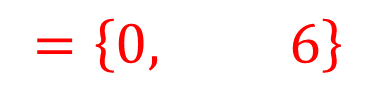 = {0, 6}